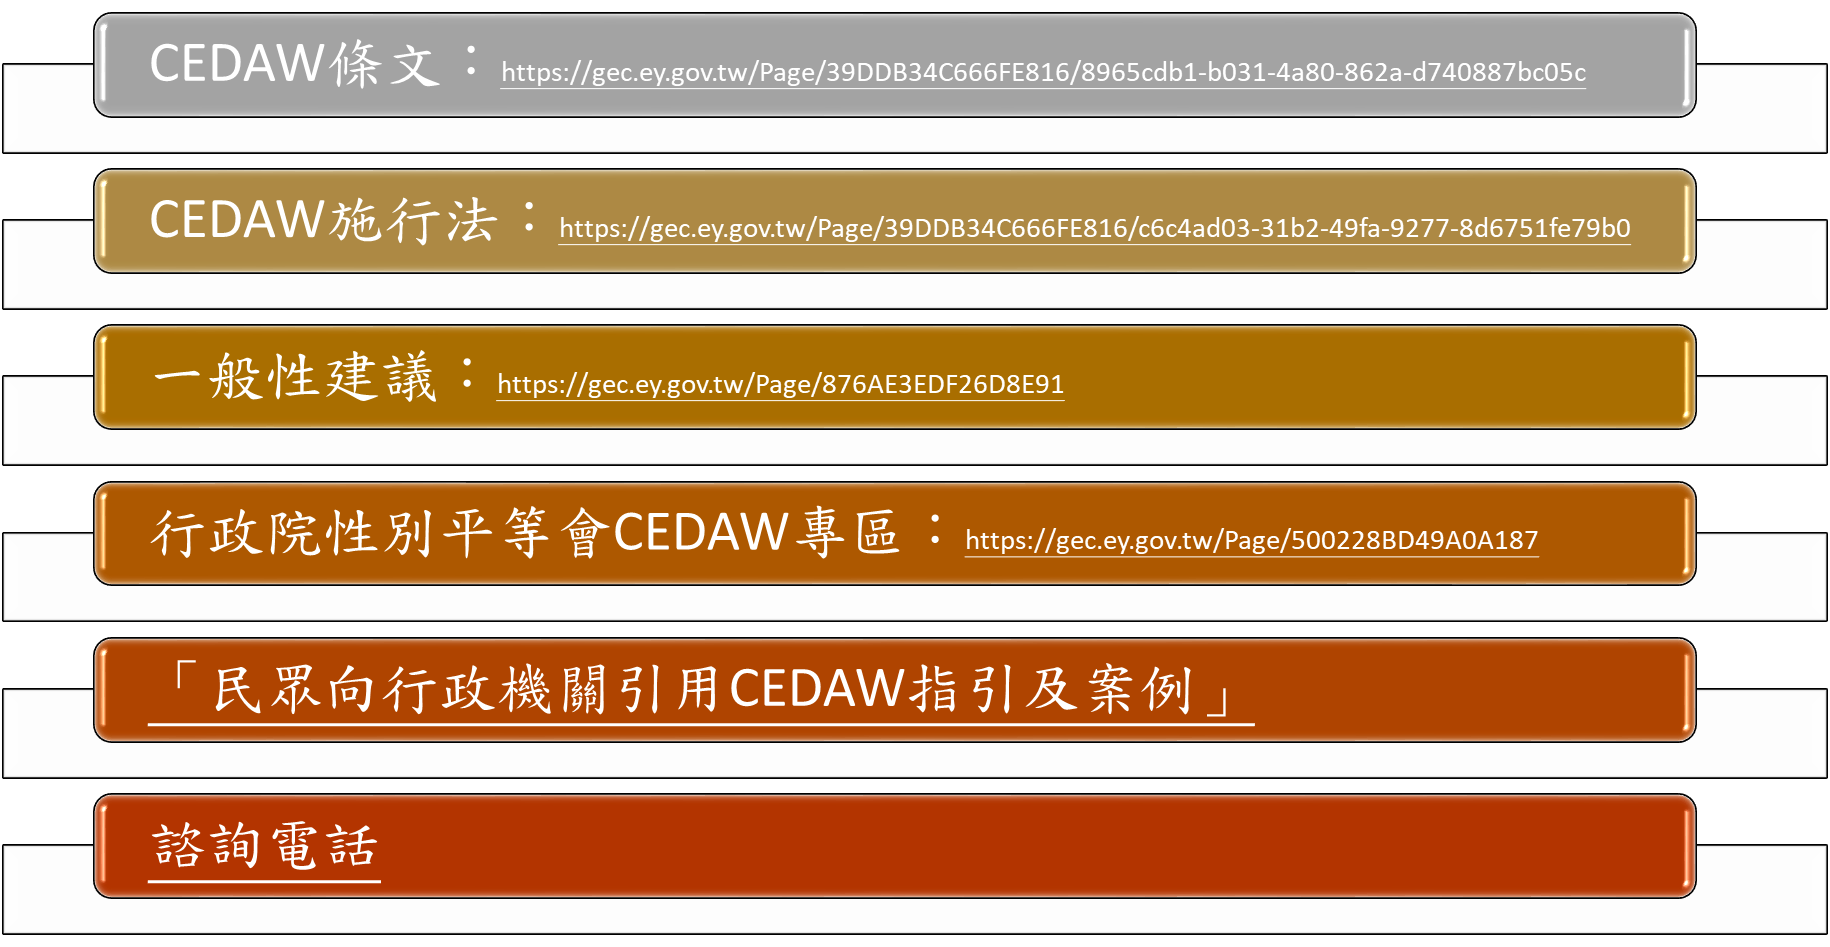 CEDAW條文：https://gec.ey.gov.tw/Page/39DDB34C666FE816/8965cdb1-b031-4a80-862a-d740887bc05c
CEDAW施行法：https://gec.ey.gov.tw/Page/39DDB34C666FE816/c6c4ad03-31b2-49fa-9277-8d6751fe79b0
一般性建議：https://gec.ey.gov.tw/Page/876AE3EDF26D8E91
行政院性別平等會CEDAW專區：https://gec.ey.gov.tw/Page/500228BD49A0A187
「民眾向行政機關引用CEDAW指引及案例」
諮詢電話